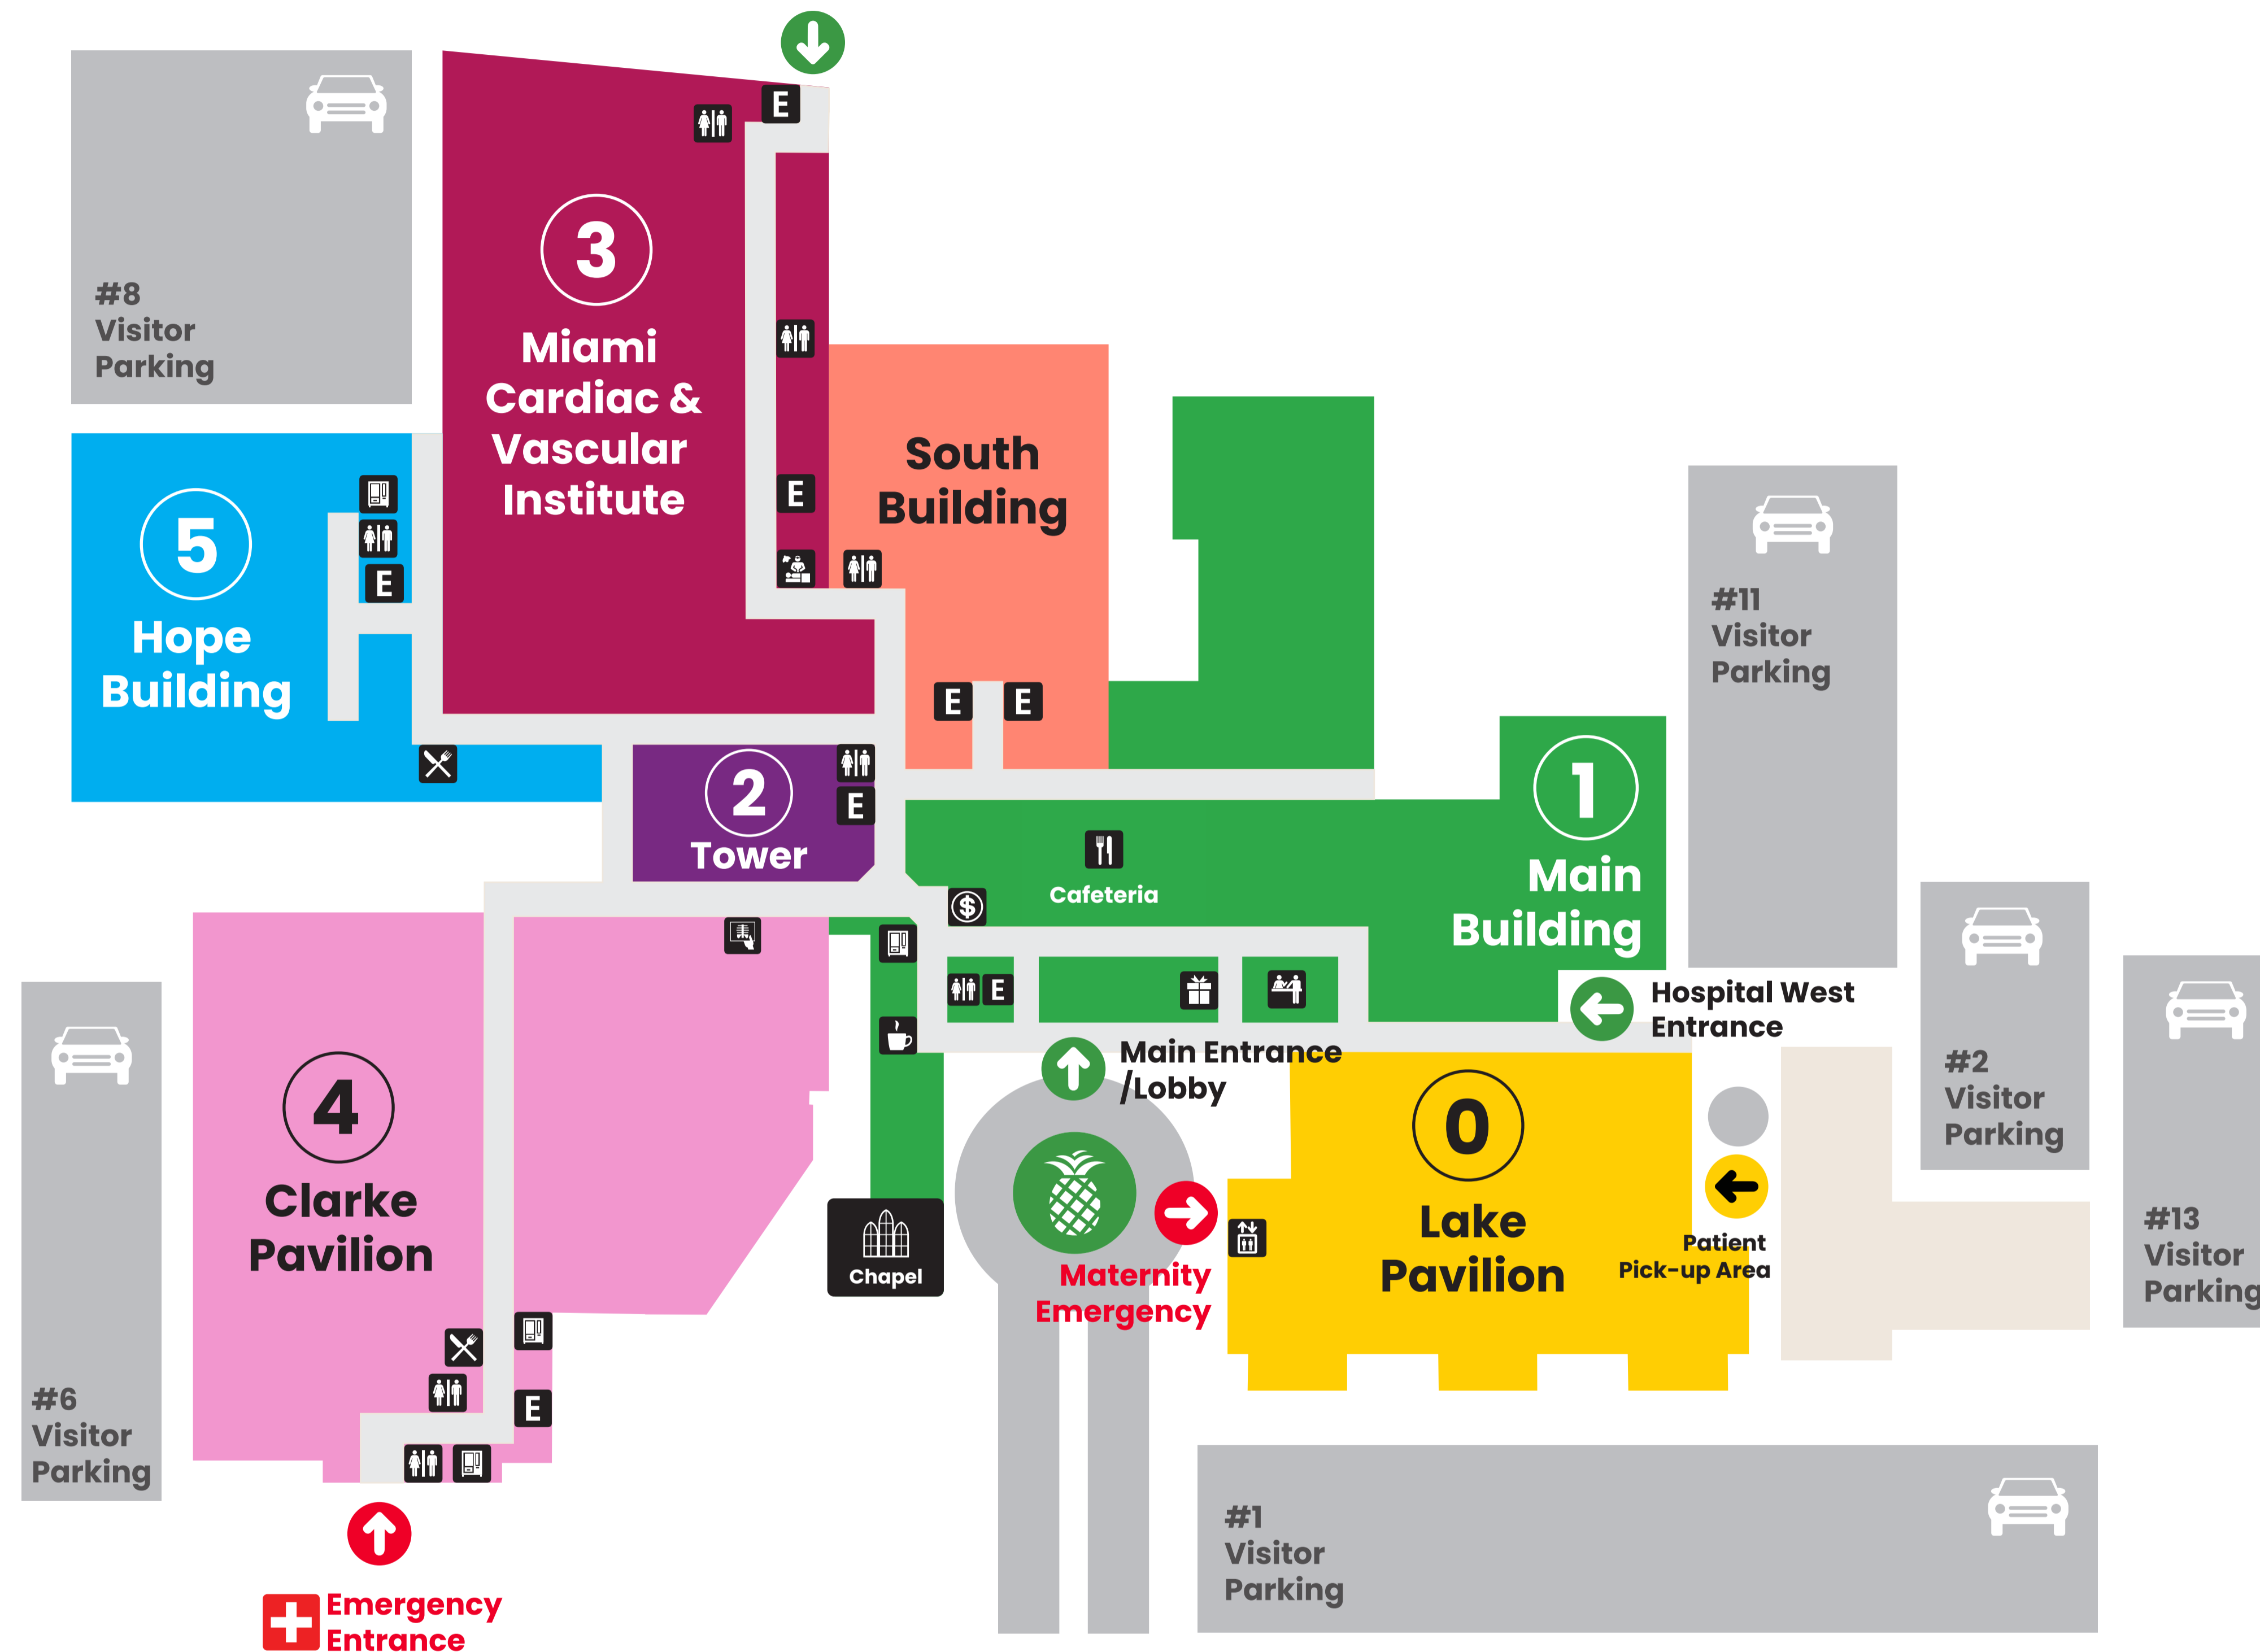 E
#8
Visitor
Parking
3
Miami
Cardiac &
Vascular
Institute
E
South
Building
E
E
5
Hope
Building
E
E
2
Tower
E
#11
Visitor
Parking
1
Main
Building
Cafeteria
$
E
Hospital West
Entrance
Main Entrance
/Lobby
#2
Visitor
Parking
4
Clarke
Pavilion
Chapel
Maternity
Emergency
0
Lake
Pavilion
Patient
Pick-up Area
#13
Visitor
Parking
#6
Visitor
Parking
E
#1
Visitor
Parking
Emergency
Entrance